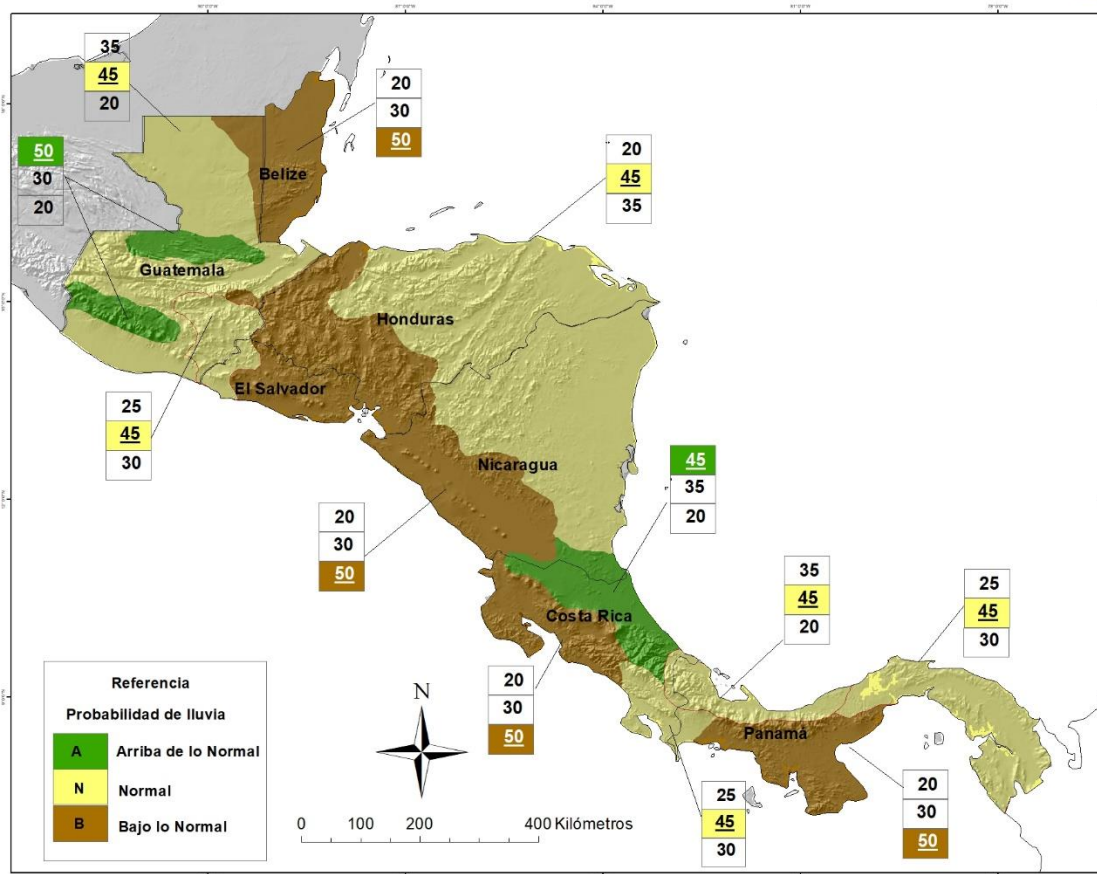 35
45
20
20
30
50
50
30
20
20
45
35
Belize
Guatemala
Honduras
El Salvador
25
45
30
Nicaragua
45
35
20
20
30
50
Costa Rica
35
45
20
25
45
30
20
30
50
Panamá
25
45
30
20
30
50
N
Referencia
Probabilidad de lluvia
A Arriba de lo Normal
N Normal
B Bajo lo Normal
0 100 200 400 Kilómetros